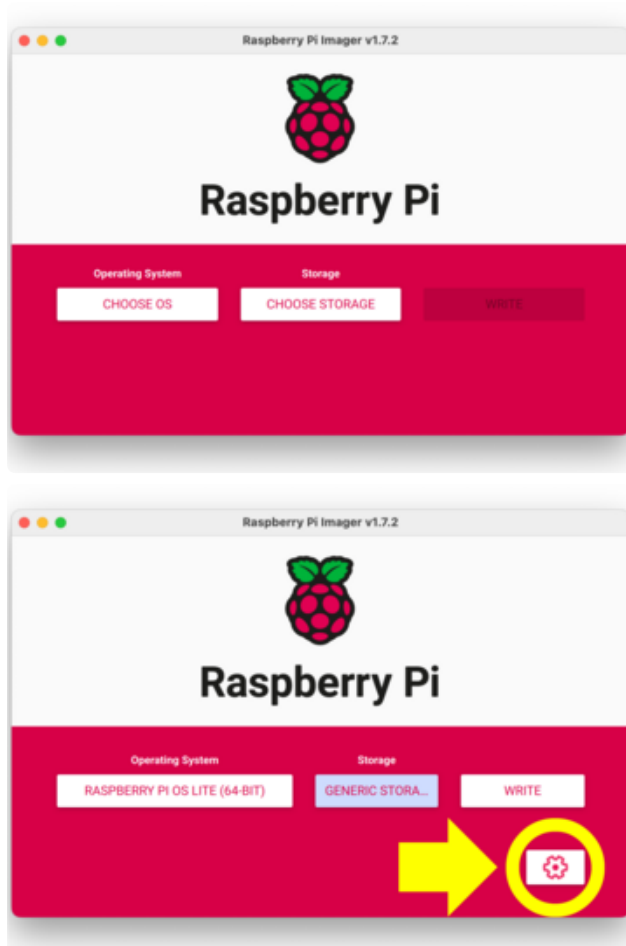 Raspberry Pi Imager v1.7.2
Raspberry Pi
Operating System Storage
CHOOSE OS CHOOSE STORAGE WRITE
Raspberry Pi Imager v1.7.2
Raspberry Pi
Operating System Storage
RASPBERRY PI OS LITE (64-BIT) GENERIC STORA... WRITE